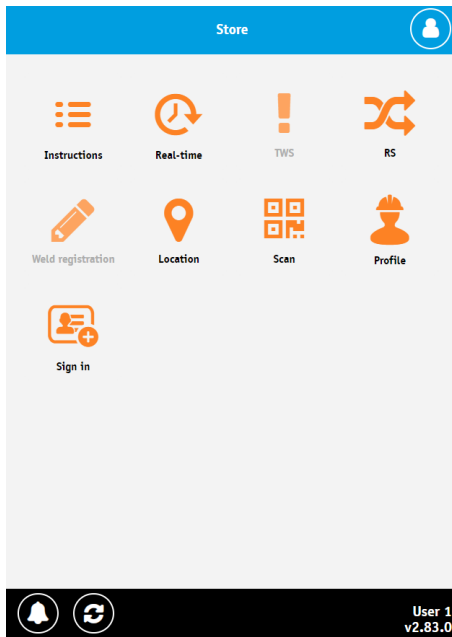 Store
Instructions
Real-time
TWS
RS
Weld registration
Location
Scan
Profile
Sign in
User 1
v2.83.0